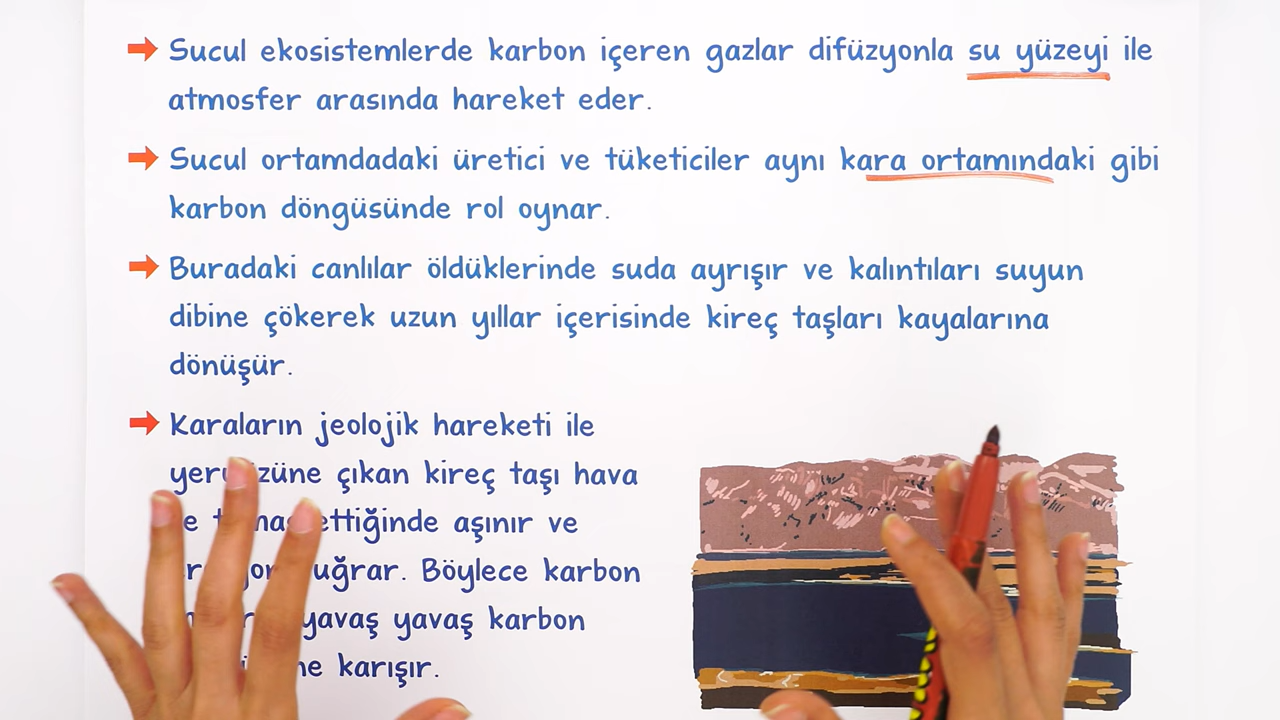 Sucul ekosistemlerde karbon içeren gazlar difüzyonla su yüzeyi ile
atmosfer arasında hareket eder.
Sucul ortamdadaki üretici ve tüketiciler aynı kara ortamındaki gibi
karbon döngüsünde rol oynar.
Buradaki canlılar öldüklerinde suda ayrışır ve kalıntıları suyun
dibine çökerek uzun yıllar içerisinde kireç taşları kayalarına
dönüşür.
Karaların jeolojik hareketi ile
çıkan kireç taşı hava
ettiğinde aşınır ve
uğrar. Böylece karbon
yavaş yavaş karbon
karışır.